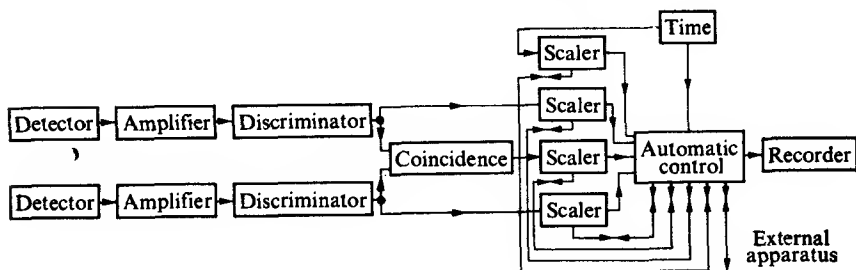 Time
Scaler
Scaler
Detector
Amplifier
Discriminator
Coincidence
Scaler
Automatic
control
Recorder
Detector
Amplifier
Discriminator
Scaler
External
apparatus